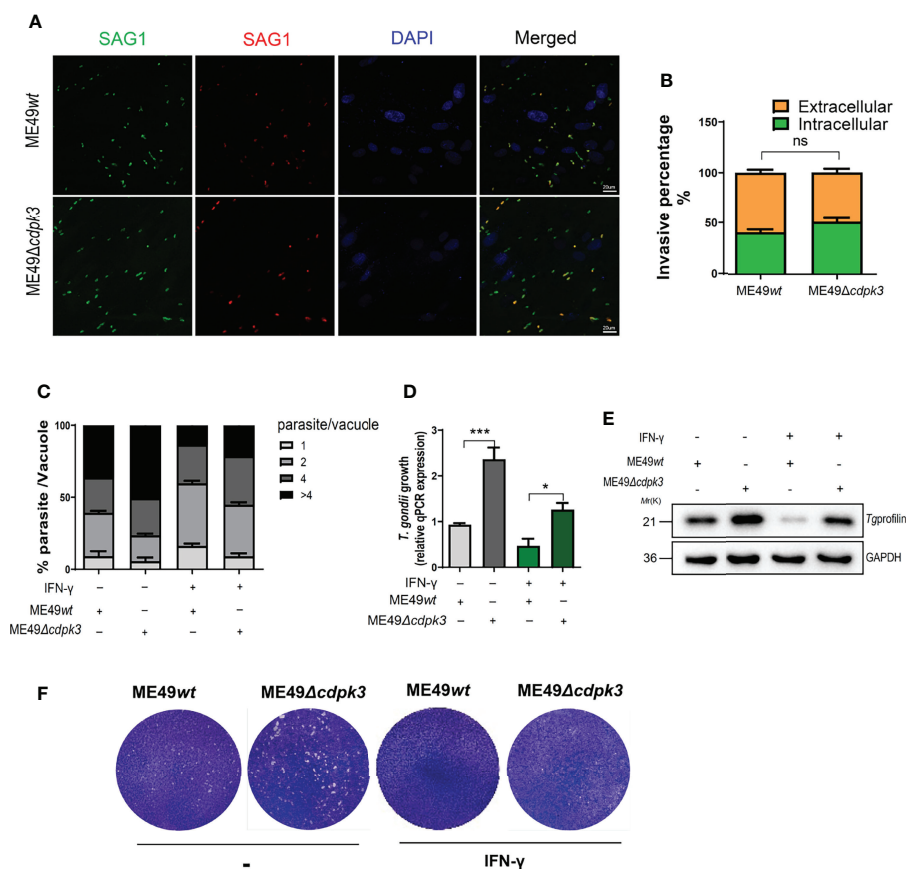 A
SAG1 SAG1 DAPI Merged
ME49wt
20um
ME49Δcdpk3
20um
B
Extracellular
Intracellular
Invasive percentage
%
150
ns
100
50
0
ME49wt ME49Δcdpk3
C
% parasite /Vacuole
100
50
0
parasite/vacuole
1
2
4
>4
IFN-γ – – + +
ME49wt + – + –
ME49Δcdpk3 – + – +
D
T. gondii growth
(relative qPCR expression)
3
2
1
0
***
*
IFN-γ – – + +
ME49wt + – + –
ME49Δcdpk3 – + – +
E
IFN-γ - - + +
ME49wt + - + -
ME49Δcdpk3 - + - +
Mr(K)
21 Tgprofilin
36 GAPDH
F
ME49wt ME49Δcdpk3 ME49wt ME49Δcdpk3
- IFN-γ